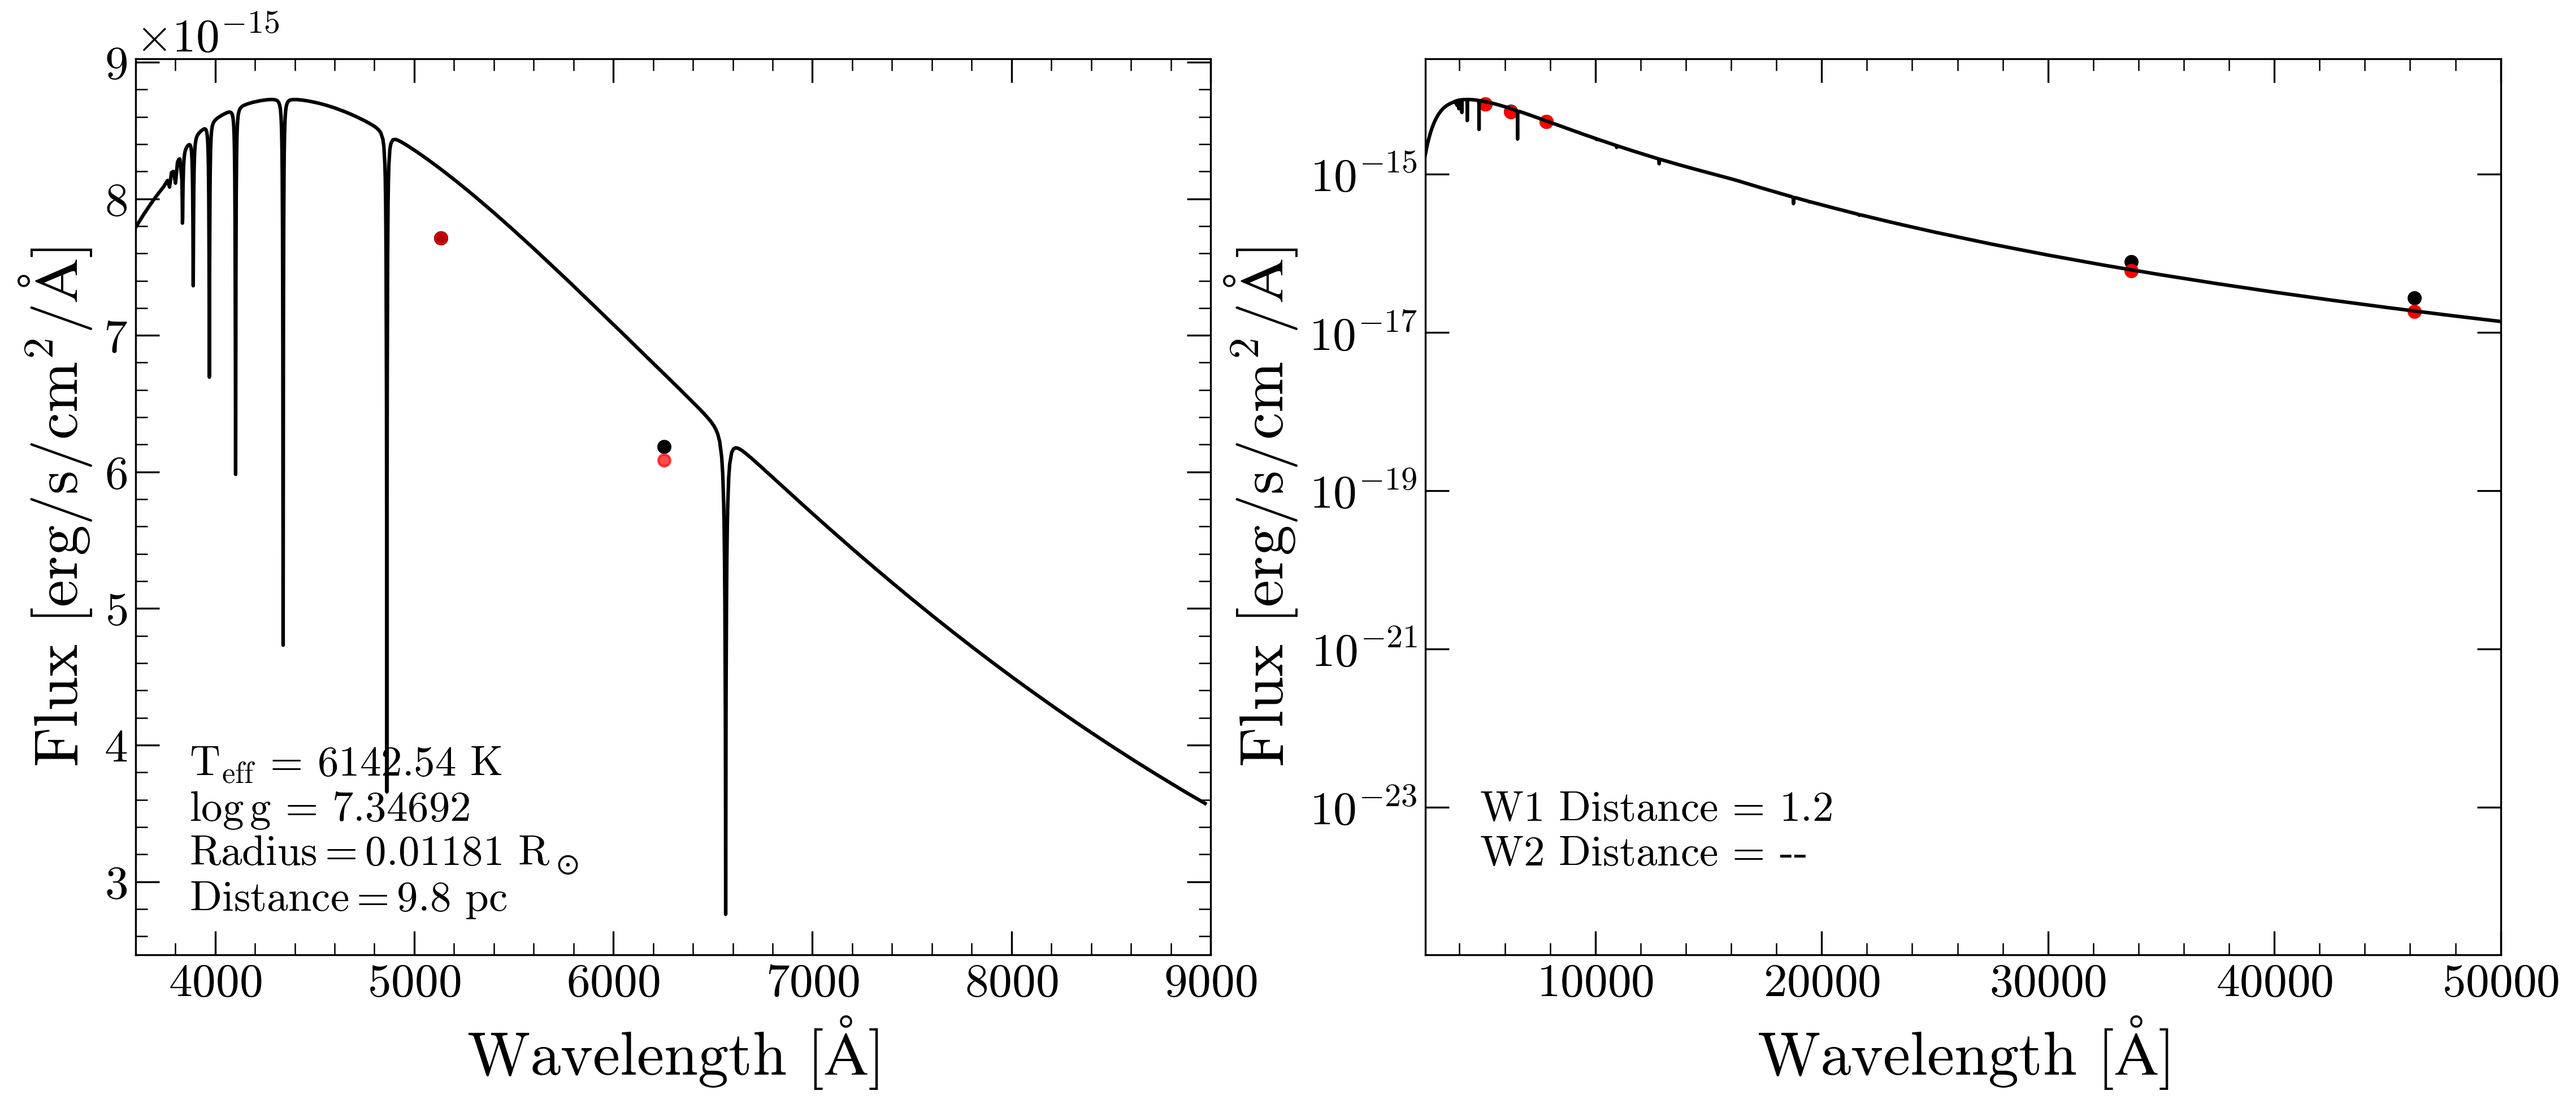 ×10⁻¹⁵
9
8
7
6
5
4
3
Flux [erg/s/cm²/Å]
T_eff = 6142.54 K
log g = 7.34692
Radius = 0.01181 R_⊙
Distance = 9.8 pc
4000 5000 6000 7000 8000 9000
Wavelength [Å]
10⁻¹⁵
10⁻¹⁷
10⁻¹⁹
10⁻²¹
10⁻²³
Flux [erg/s/cm²/Å]
W1 Distance = 1.2
W2 Distance = --
10000 20000 30000 40000 50000
Wavelength [Å]